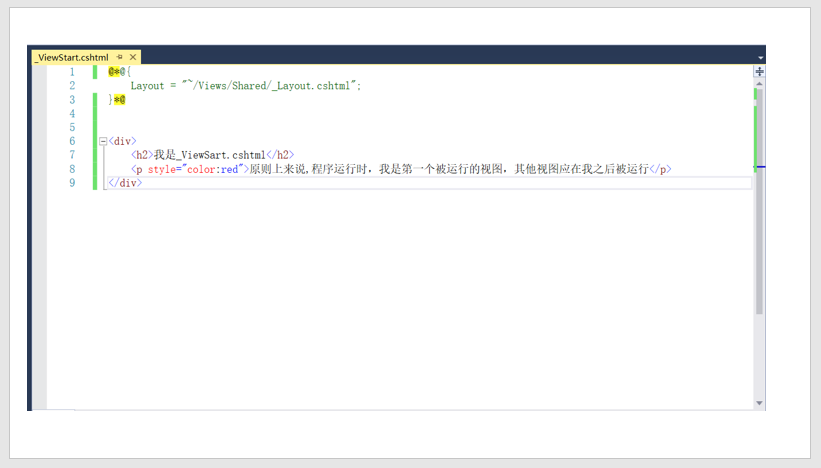 _ViewStart.cshtml
1 @*@{
2 Layout = "~/Views/Shared/_Layout.cshtml";
3 }*@
4
5
6 <div>
7 <h2>我是_ViewSart.cshtml</h2>
8 <p style="color:red">原则上来说,程序运行时，我是第一个被运行的视图，其他视图应在我之后被运行</p>
9 </div>